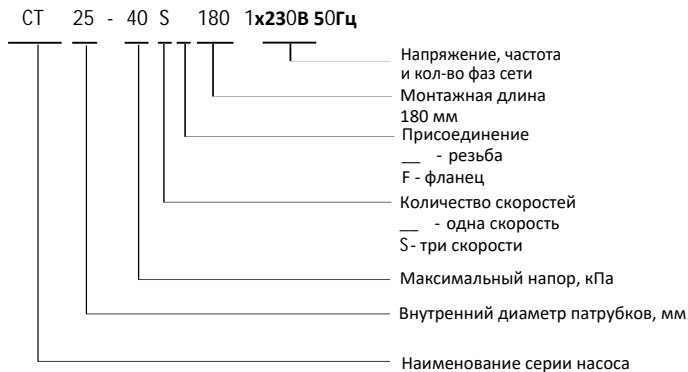 CT 25 - 40 S 180 1x230В 50Гц
Напряжение, частота
и кол-во фаз сети
Монтажная длина
180 мм
Присоединение
__ - резьба
F - фланец
Количество скоростей
__ - одна скорость
S - три скорости
Максимальный напор, кПа
Внутренний диаметр патрубков, мм
Наименование серии насоса